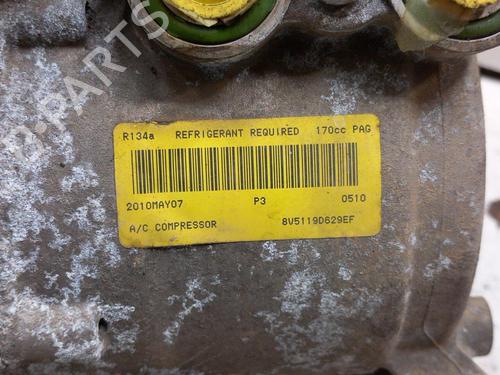 B-PARTS
R134a REFRIGERANT REQUIRED 170cc PAG
2010MAY07 P3 0510
A/C COMPRESSOR 8V5119D629EF